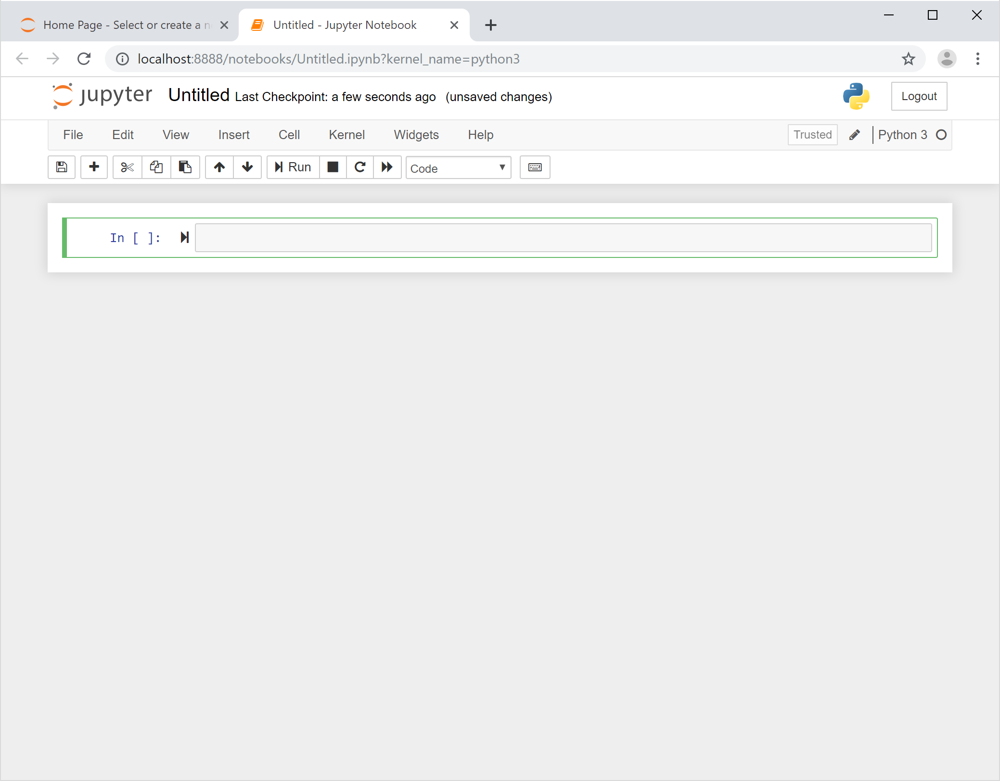 Home Page - Select or create a n
Untitled - Jupyter Notebook
localhost:8888/notebooks/Untitled.ipynb?kernel_name=python3
jupyter Untitled Last Checkpoint: a few seconds ago (unsaved changes)
Logout
File Edit View Insert Cell Kernel Widgets Help
Trusted Python 3
Run Code
In [ ]: